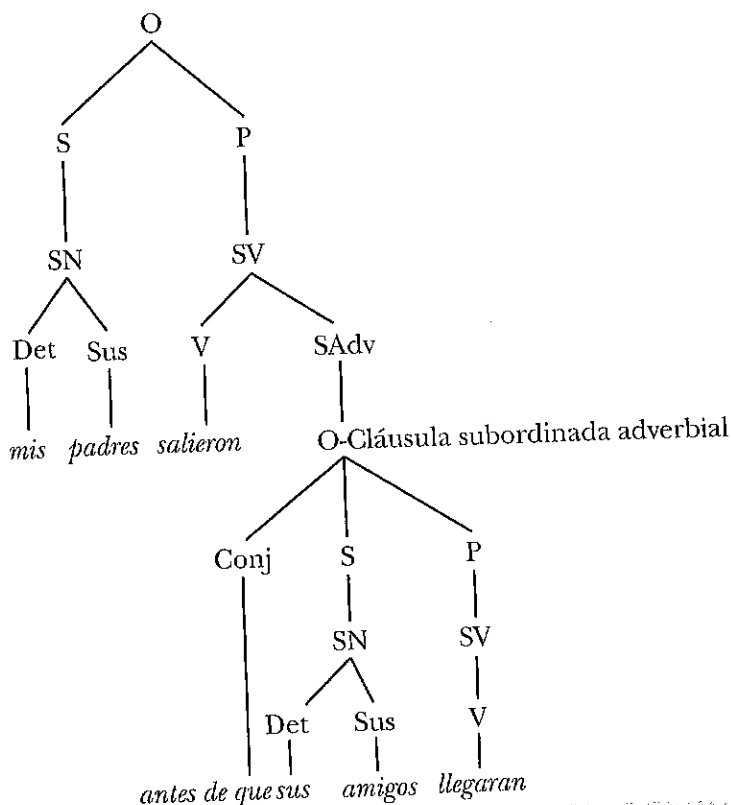 O
S P
SN SV
Det Sus V SAdv
mis padres salieron O-Cláusula subordinada adverbial
Conj S P
SN SV
Det Sus V
antes de que sus amigos llegaran